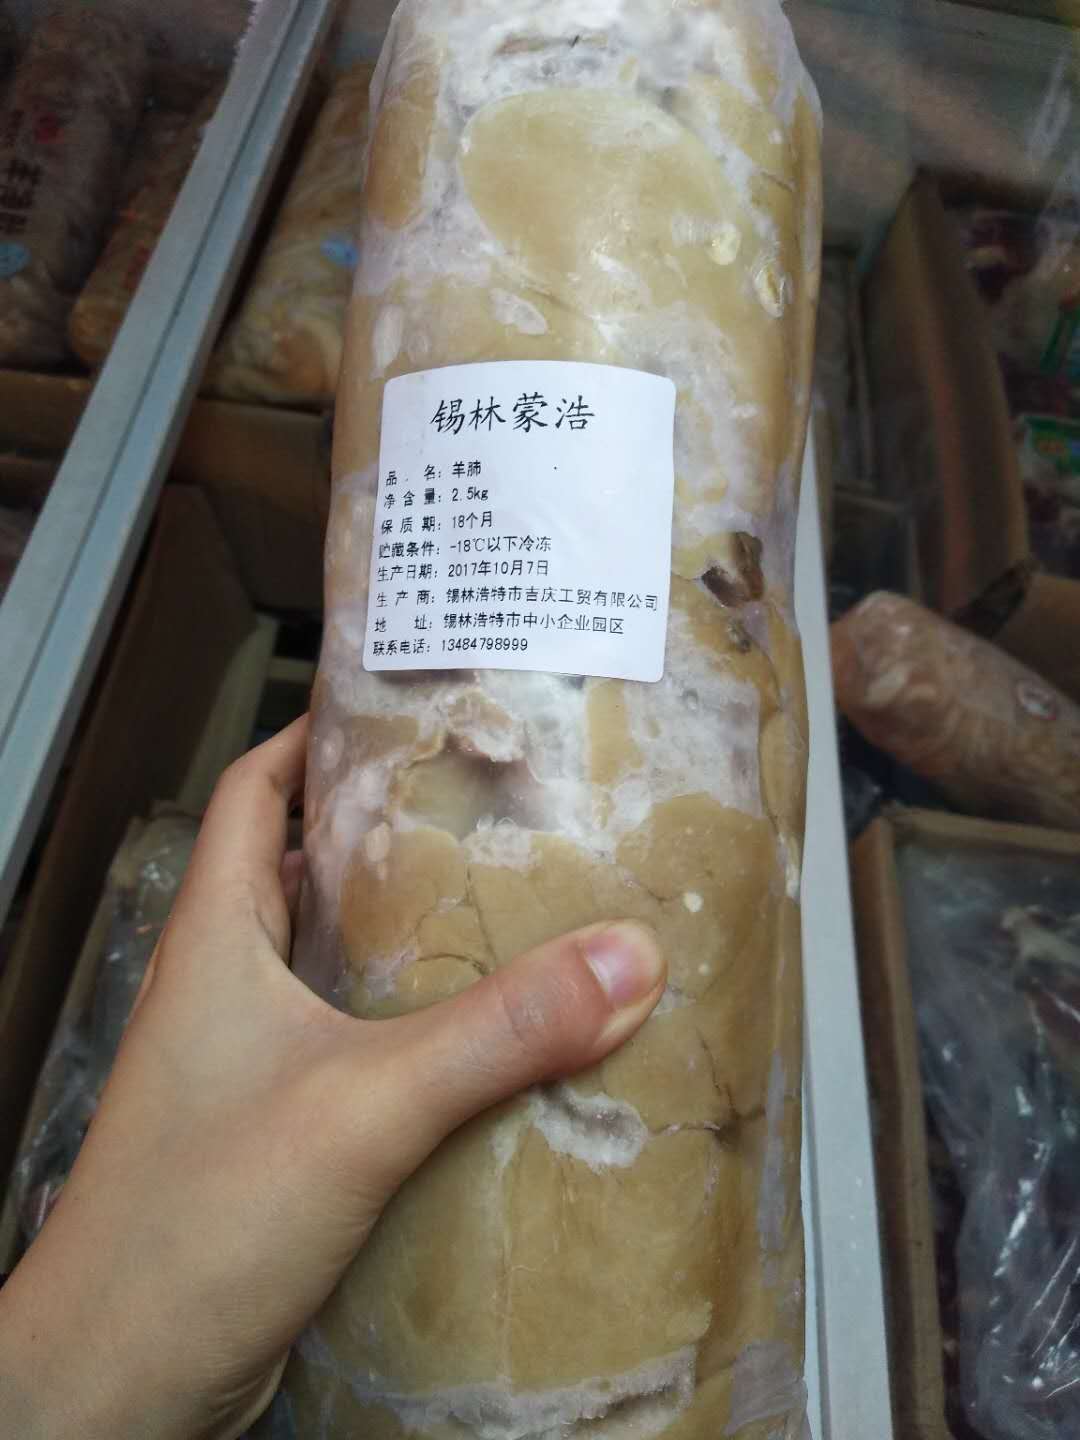 锡林蒙浩
品 . 名：羊肺
净 含 量：2.5kg
保 质 期：18个月
贮藏条件：-18℃以下冷冻
生产日期：2017年10月7日
生 产 商：锡林浩特市吉庆工贸有限公司
地 址：锡林浩特市中小企业园区
联系电话：13484798999